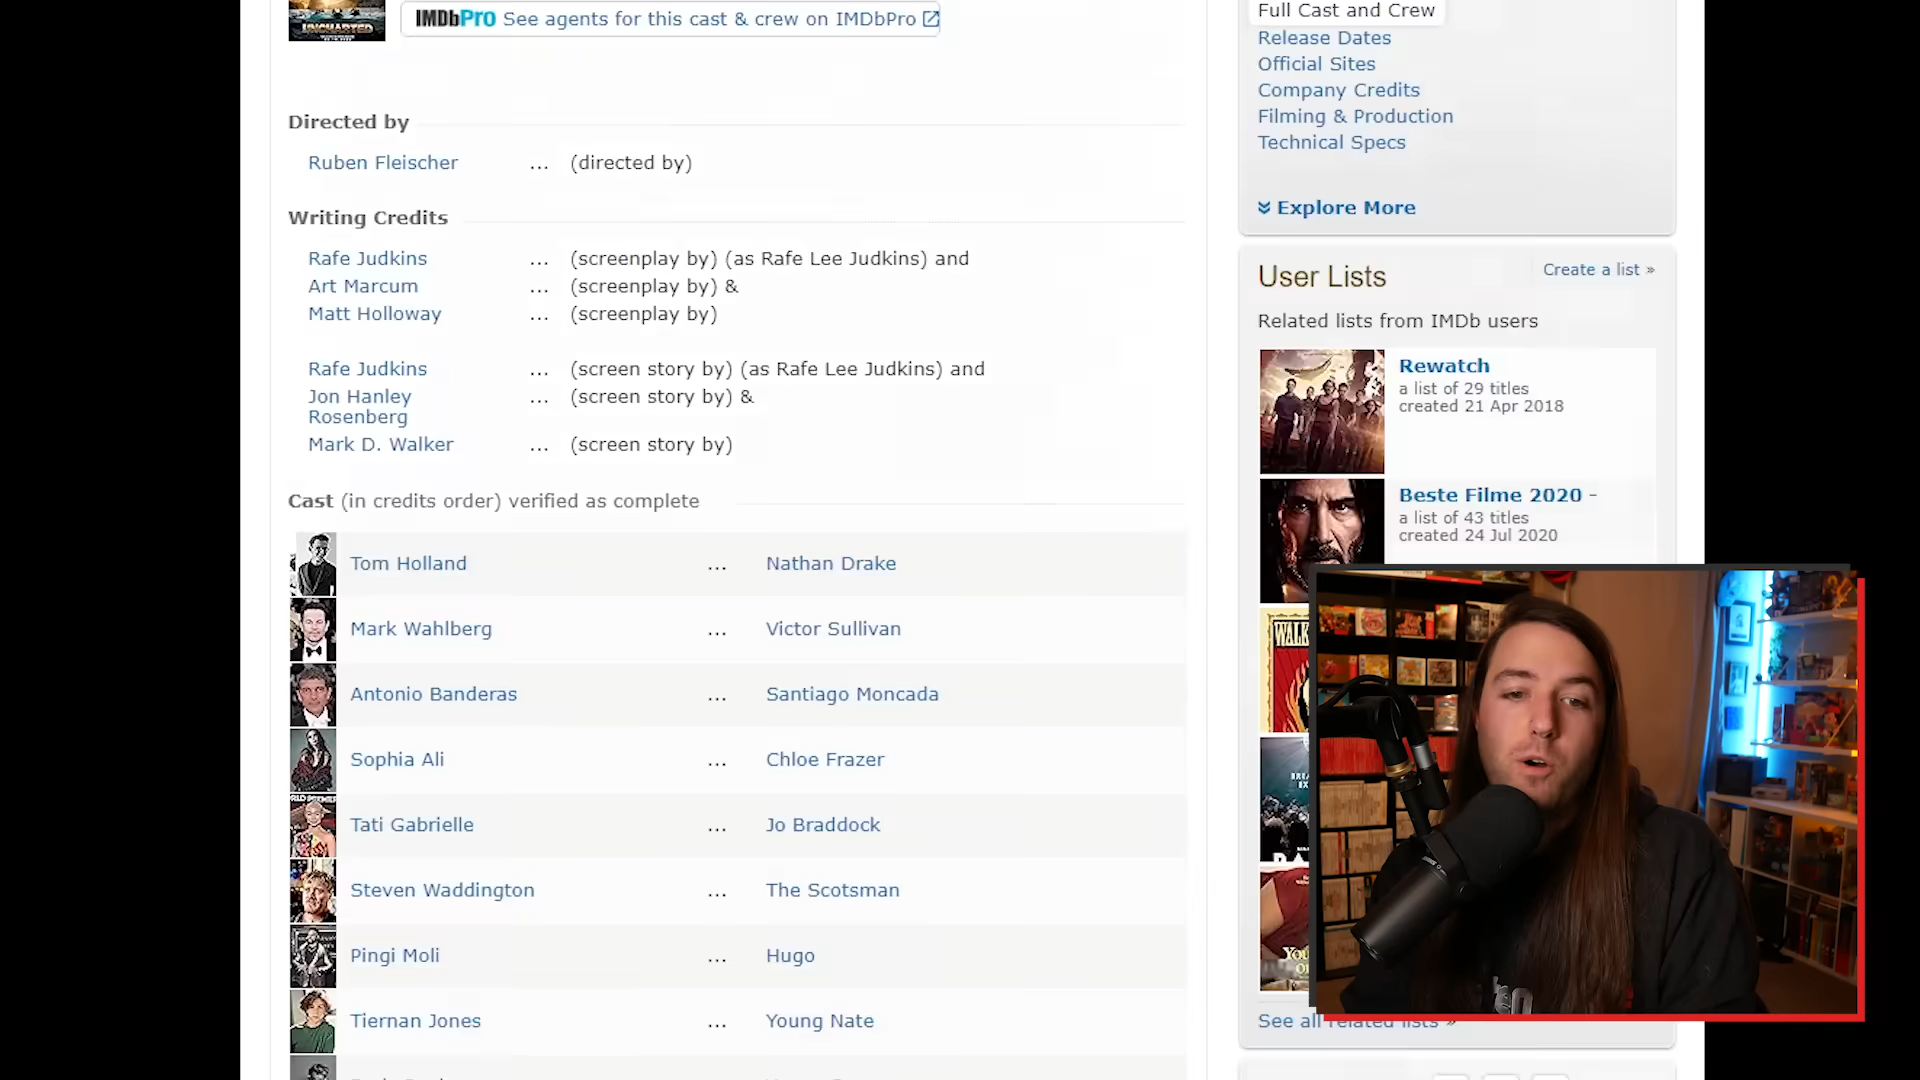 UNCHARTED
IMDbPro See agents for this cast & crew on IMDbPro
Directed by
Ruben Fleischer ... (directed by)
Writing Credits
Rafe Judkins ... (screenplay by) (as Rafe Lee Judkins) and
Art Marcum ... (screenplay by) &
Matt Holloway ... (screenplay by)
Rafe Judkins ... (screen story by) (as Rafe Lee Judkins) and
Jon Hanley ... (screen story by) &
Rosenberg
Mark D. Walker ... (screen story by)
Cast (in credits order) verified as complete
Tom Holland ... Nathan Drake
Mark Wahlberg ... Victor Sullivan
Antonio Banderas ... Santiago Moncada
Sophia Ali ... Chloe Frazer
Tati Gabrielle ... Jo Braddock
Steven Waddington ... The Scotsman
Pingi Moli ... Hugo
Tiernan Jones ... Young Nate
Full Cast and Crew
Release Dates
Official Sites
Company Credits
Filming & Production
Technical Specs
Explore More
User Lists
Create a list »
Related lists from IMDb users
Rewatch
a list of 29 titles
created 21 Apr 2018
Beste Filme 2020 -
a list of 43 titles
created 24 Jul 2020
WALK
See all related lists »